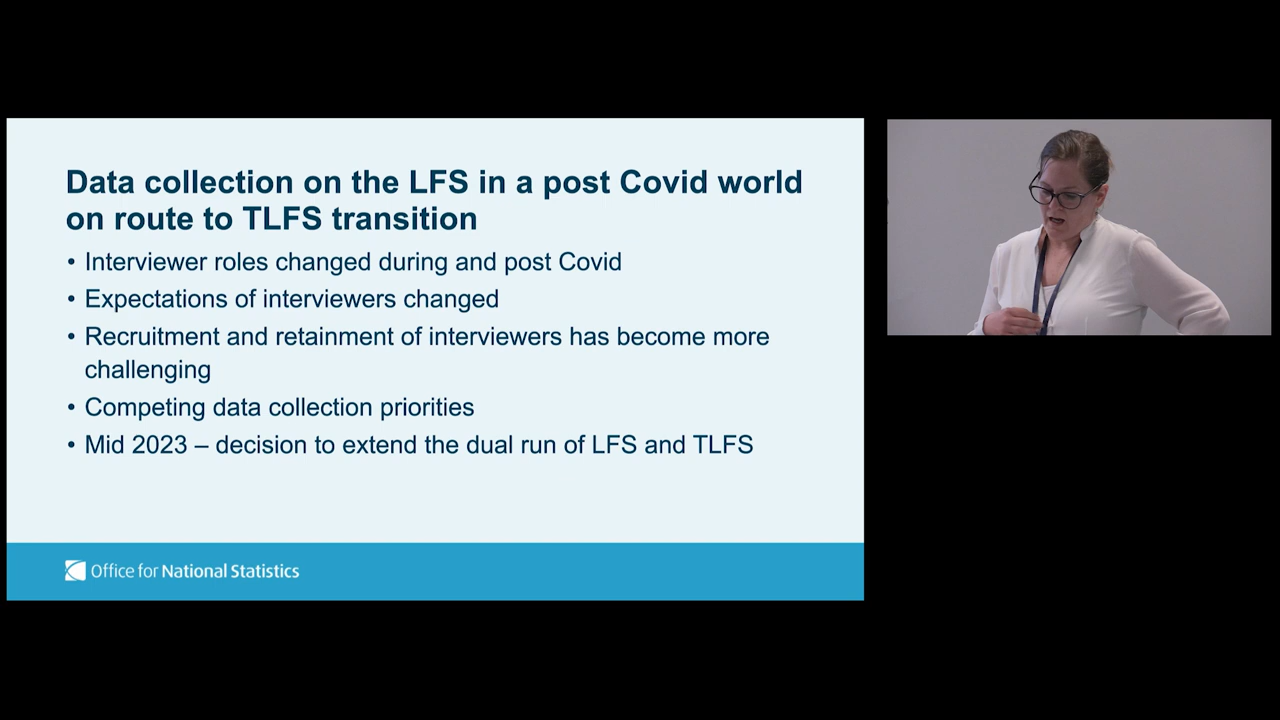 Data collection on the LFS in a post Covid world
on route to TLFS transition
• Interviewer roles changed during and post Covid
• Expectations of interviewers changed
• Recruitment and retainment of interviewers has become more
challenging
• Competing data collection priorities
• Mid 2023 – decision to extend the dual run of LFS and TLFS
Office for National Statistics